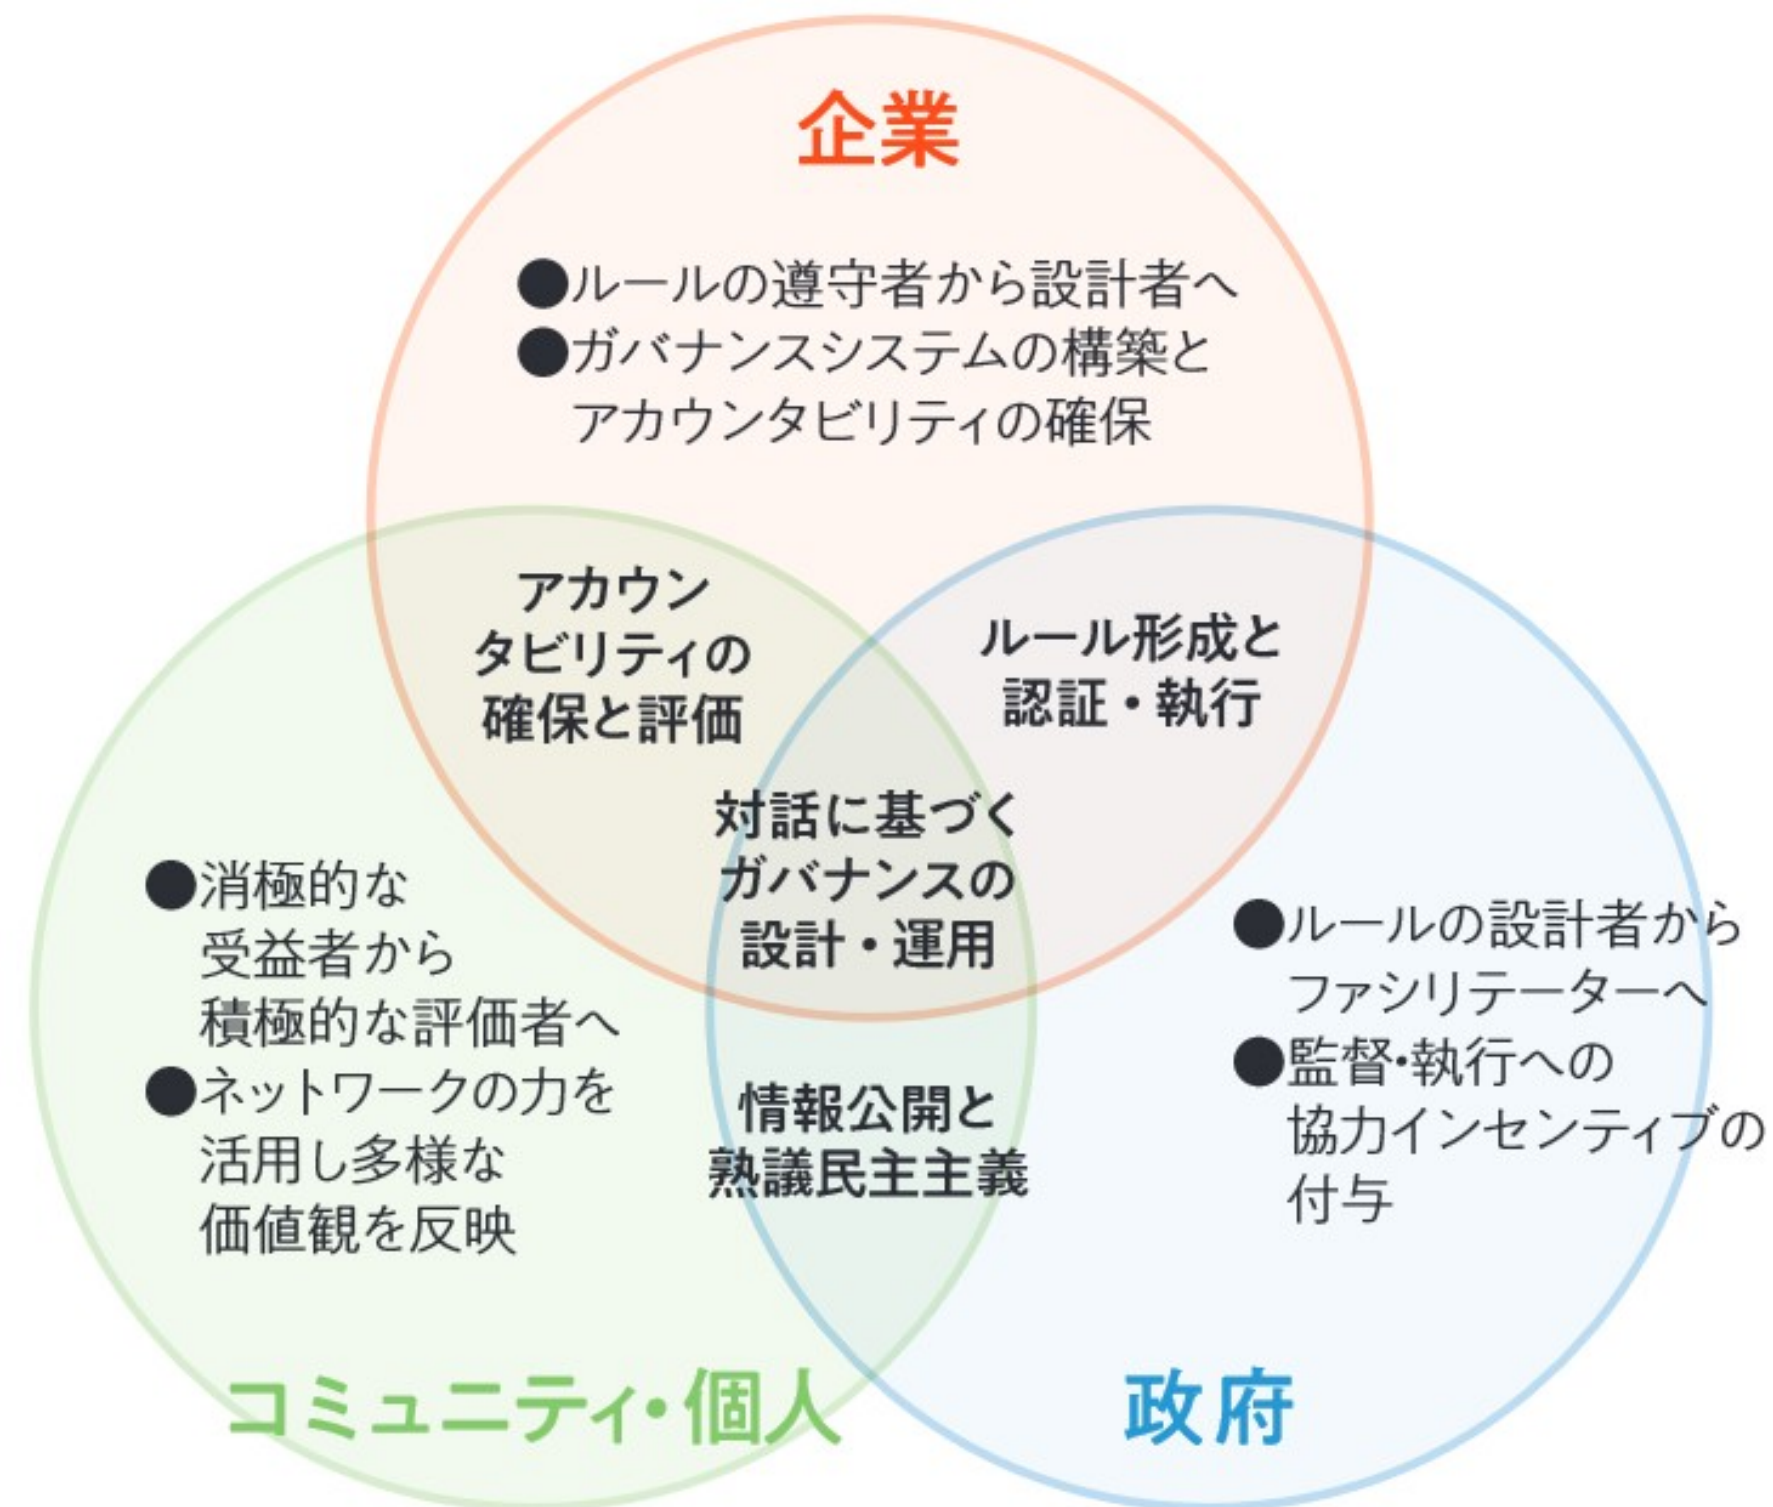 企業
●ルールの遵守者から設計者へ
●ガバナンスシステムの構築と
アカウンタビリティの確保
アカウン
タビリティの
確保と評価
ルール形成と
認証・執行
対話に基づく
ガバナンスの
設計・運用
●消極的な
受益者から
積極的な評価者へ
●ネットワークの力を
活用し多様な
価値観を反映
情報公開と
熟議民主主義
●ルールの設計者から
ファシリテーターへ
●監督・執行への
協力インセンティブの
付与
コミュニティ・個人
政府